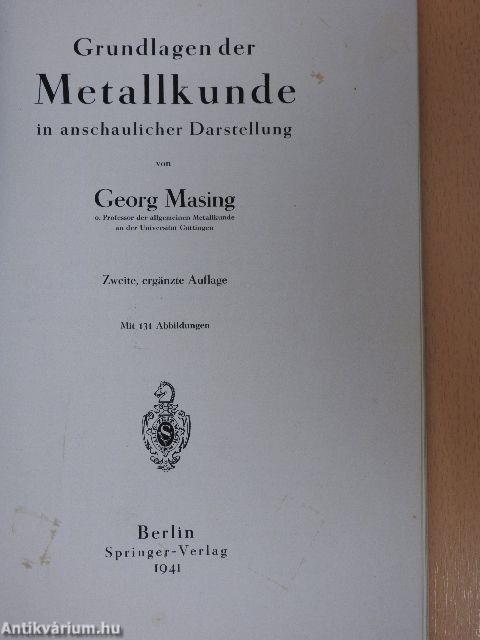 Grundlagen der
Metallkunde
in anschaulicher Darstellung
von
Georg Masing
o. Professor der allgemeinen Metallkunde
an der Universität Göttingen
Zweite, ergänzte Auflage
Mit 131 Abbildungen
S
Berlin
Springer-Verlag
1941
Antikvárium.hu